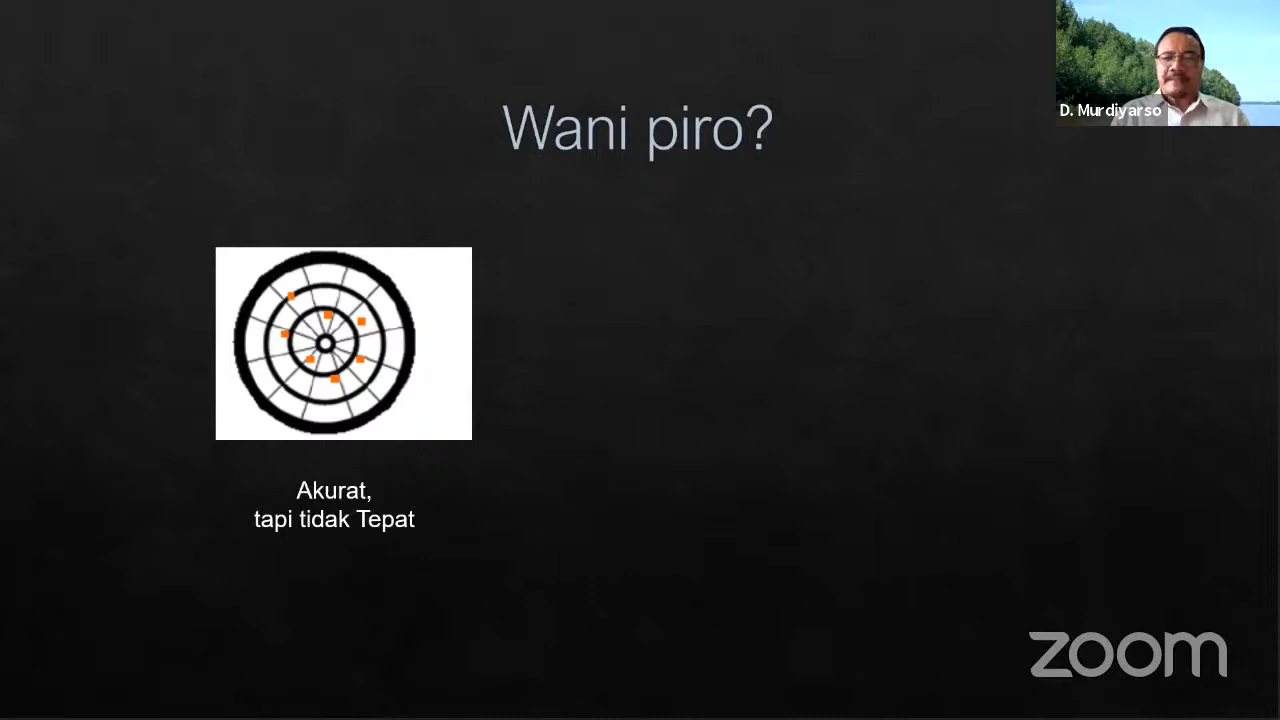 D. Murdiyarso
Wani piro?
Akurat,
tapi tidak Tepat
zoom